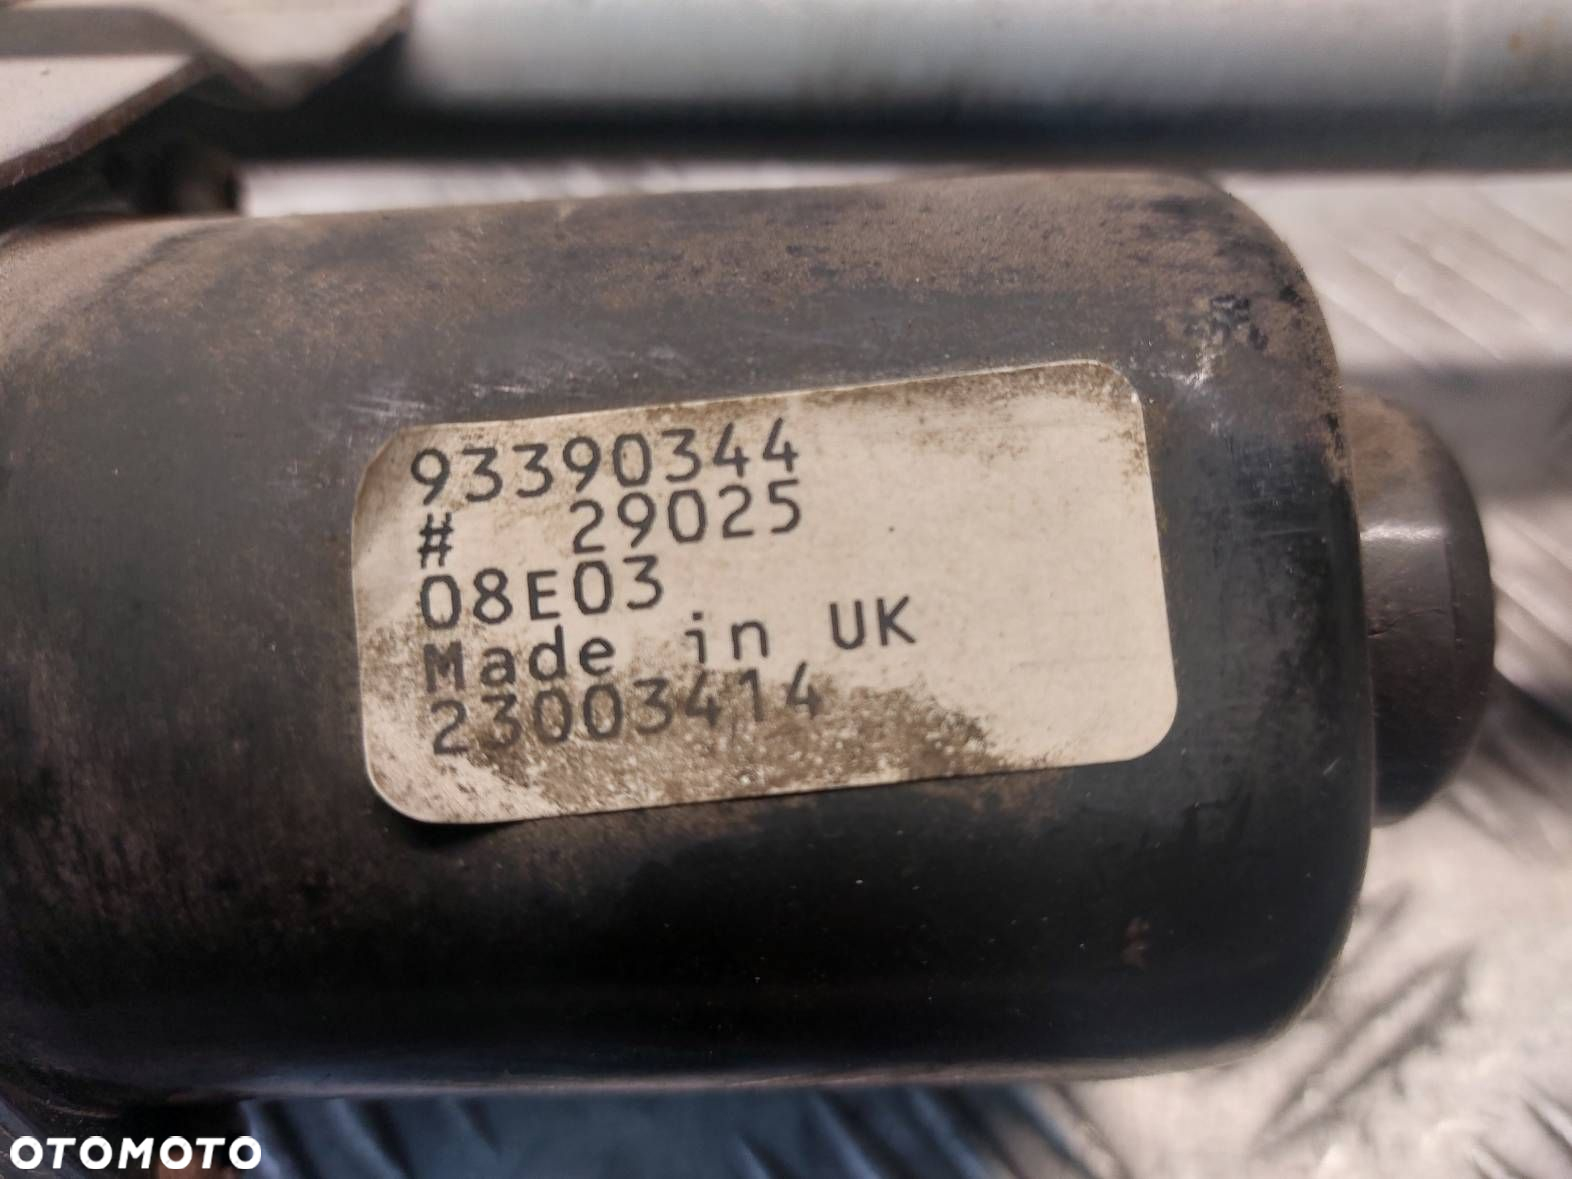 93390344
# 29025
08E03
Made in UK
23003414
OTOMOTO